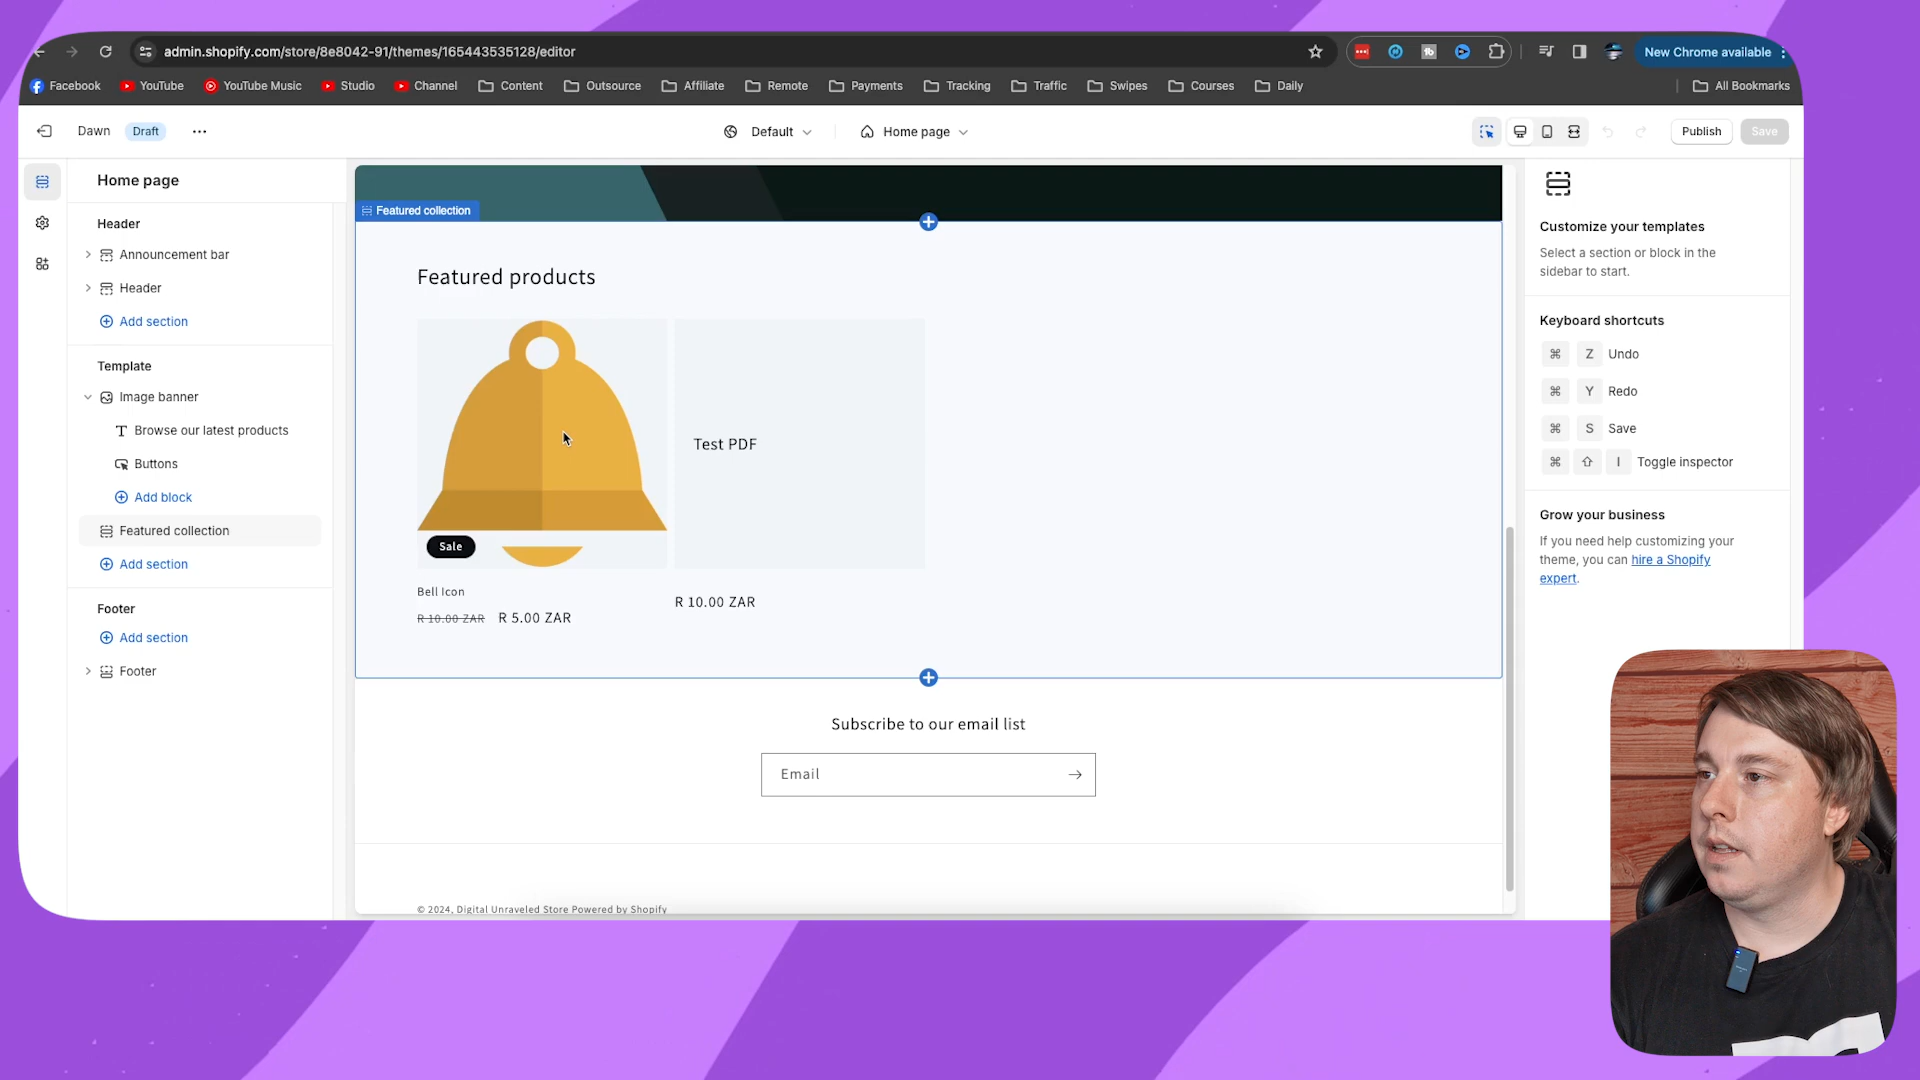 admin.shopify.com/store/8e8042-91/themes/165443535128/editor
New Chrome available
Facebook
YouTube
YouTube Music
Studio
Channel
Content
Outsource
Affiliate
Remote
Payments
Tracking
Traffic
Swipes
Courses
Daily
All Bookmarks
Dawn
Draft
Default
Home page
Publish
Save
Home page
Header
Announcement bar
Header
Add section
Template
Image banner
Browse our latest products
Buttons
Add block
Featured collection
Add section
Footer
Add section
Footer
Featured collection
Featured products
Sale
Bell Icon
R 10.00 ZAR R 5.00 ZAR
Test PDF
R 10.00 ZAR
Subscribe to our email list
Email
© 2024, Digital Unraveled Store Powered by Shopify
Customize your templates
Select a section or block in the
sidebar to start.
Keyboard shortcuts
⌘ Z Undo
⌘ Y Redo
⌘ S Save
⌘ ⇧ I Toggle inspector
Grow your business
If you need help customizing your
theme, you can hire a Shopify
expert.